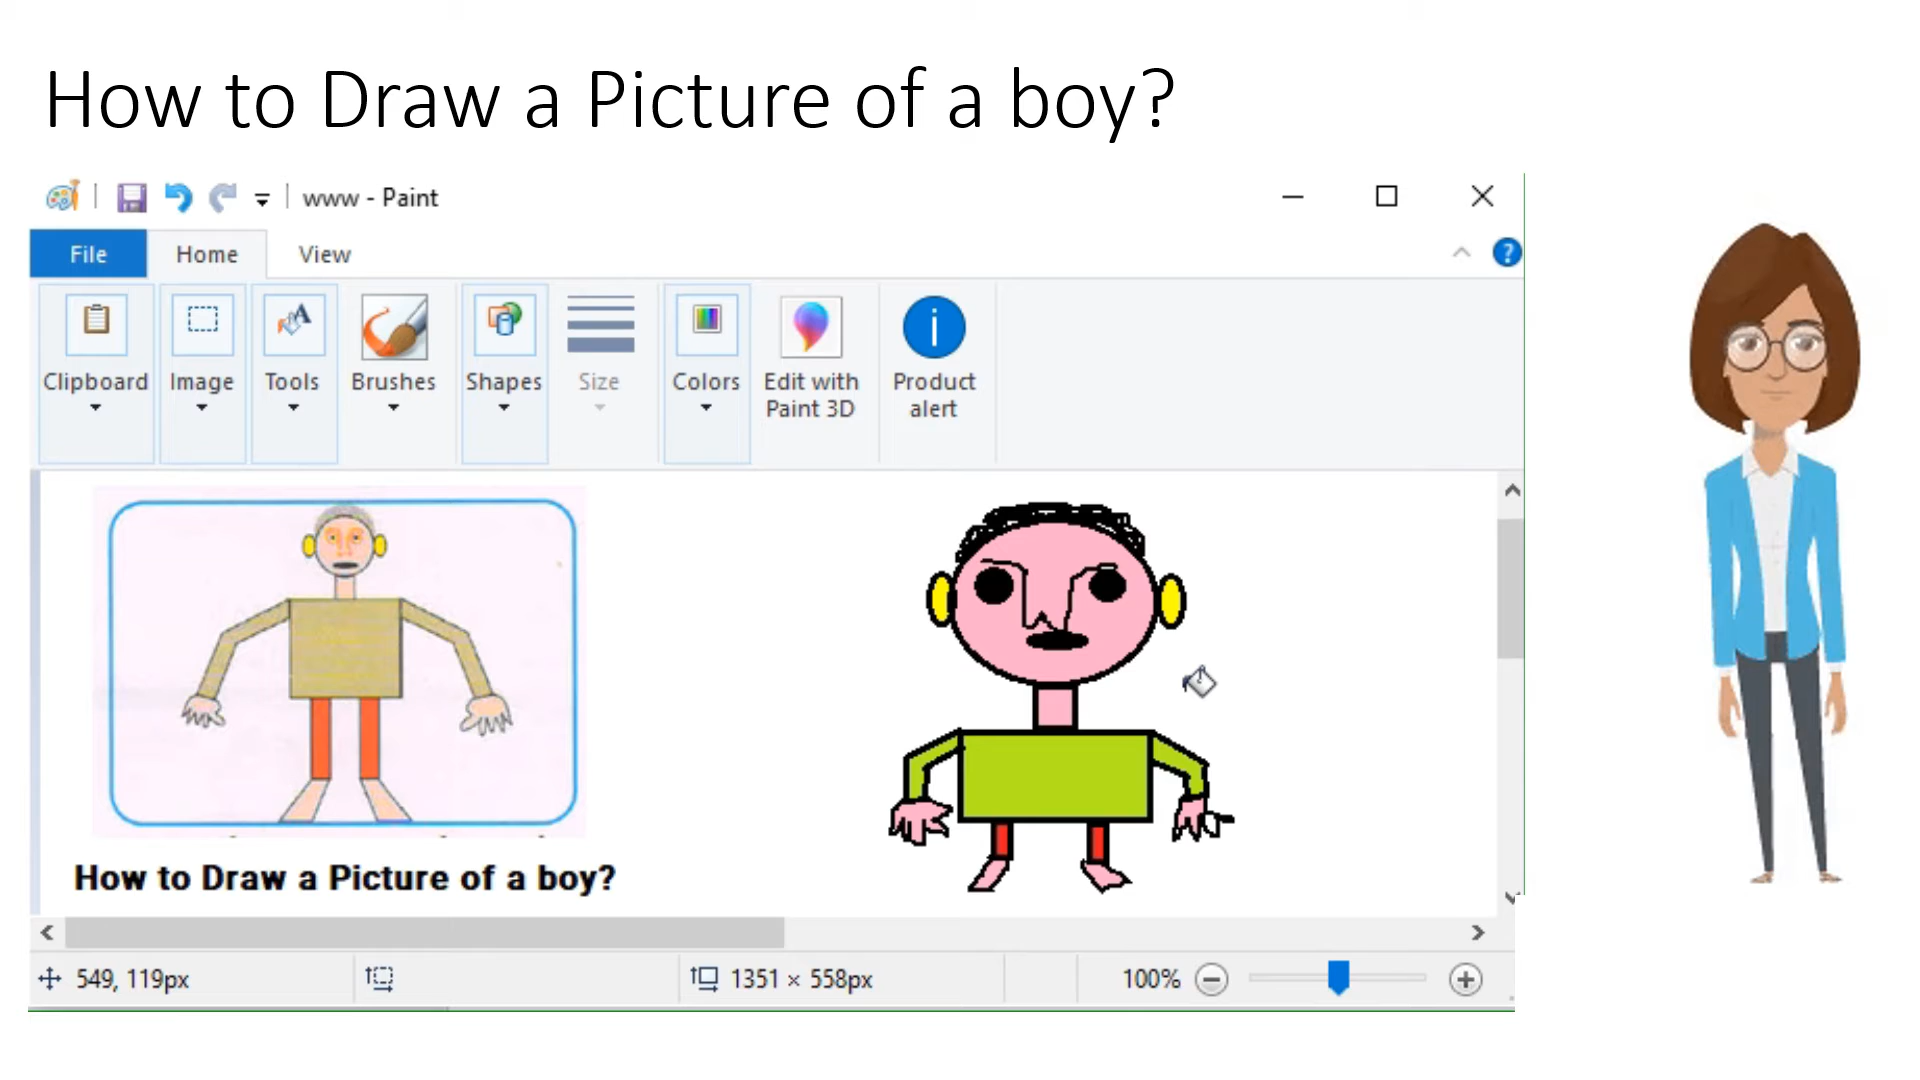 How to Draw a Picture of a boy?
www - Paint
File Home View
Clipboard Image Tools Brushes Shapes Size Colors Edit with Paint 3D Product alert
How to Draw a Picture of a boy?
549, 119px 1351 × 558px 100%